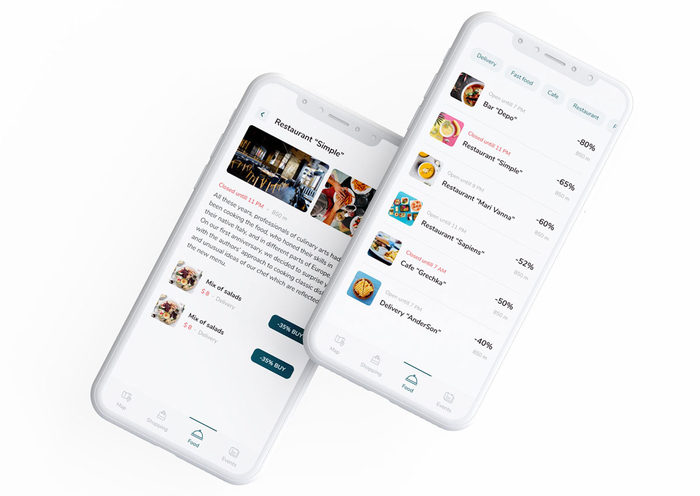 Restaurant "Simple"
Closed until 11 PM - 850 m
All these years, professionals of culinary arts had
been cooking the food, who honed their skills in
their native Italy, and in different parts of Europe.
On our first anniversary, we decided to surprise
with the authors' approach to cooking classic dis
and unusual ideas of our chef which are reflected
the new menu.
Mix of salads
$ 8 - Delivery
-35% BUY
Mix of salads
$ 8 - Delivery
-35% BUY
Map
Shopping
Food
Events
Delivery
Fast food
Cafe
Restaurant
Open until 7 PM
Bar "Depo"
-80%
850 m
Closed until 11 PM
Restaurant "Simple"
-65%
850 m
Open until 9 PM
Restaurant "Mari Vanna"
-60%
850 m
Open until 11 PM
Restaurant "Sapiens"
-52%
850 m
Closed until 7 AM
Cafe "Grechka"
-50%
850 m
Open until 7 PM
Delivery "AnderSon"
-40%
850 m
Map
Shopping
Food
Events